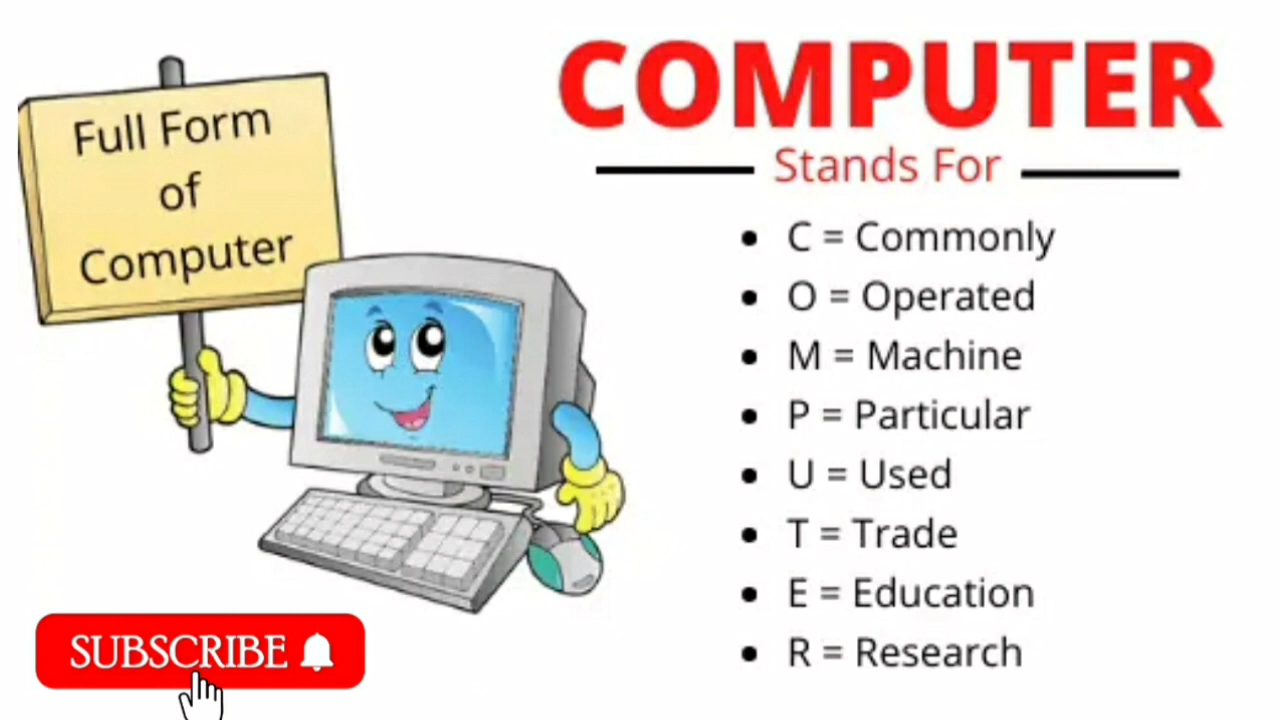 Full Form
of
Computer
COMPUTER
Stands For
• C = Commonly
• O = Operated
• M = Machine
• P = Particular
• U = Used
• T = Trade
• E = Education
• R = Research
SUBSCRIBE